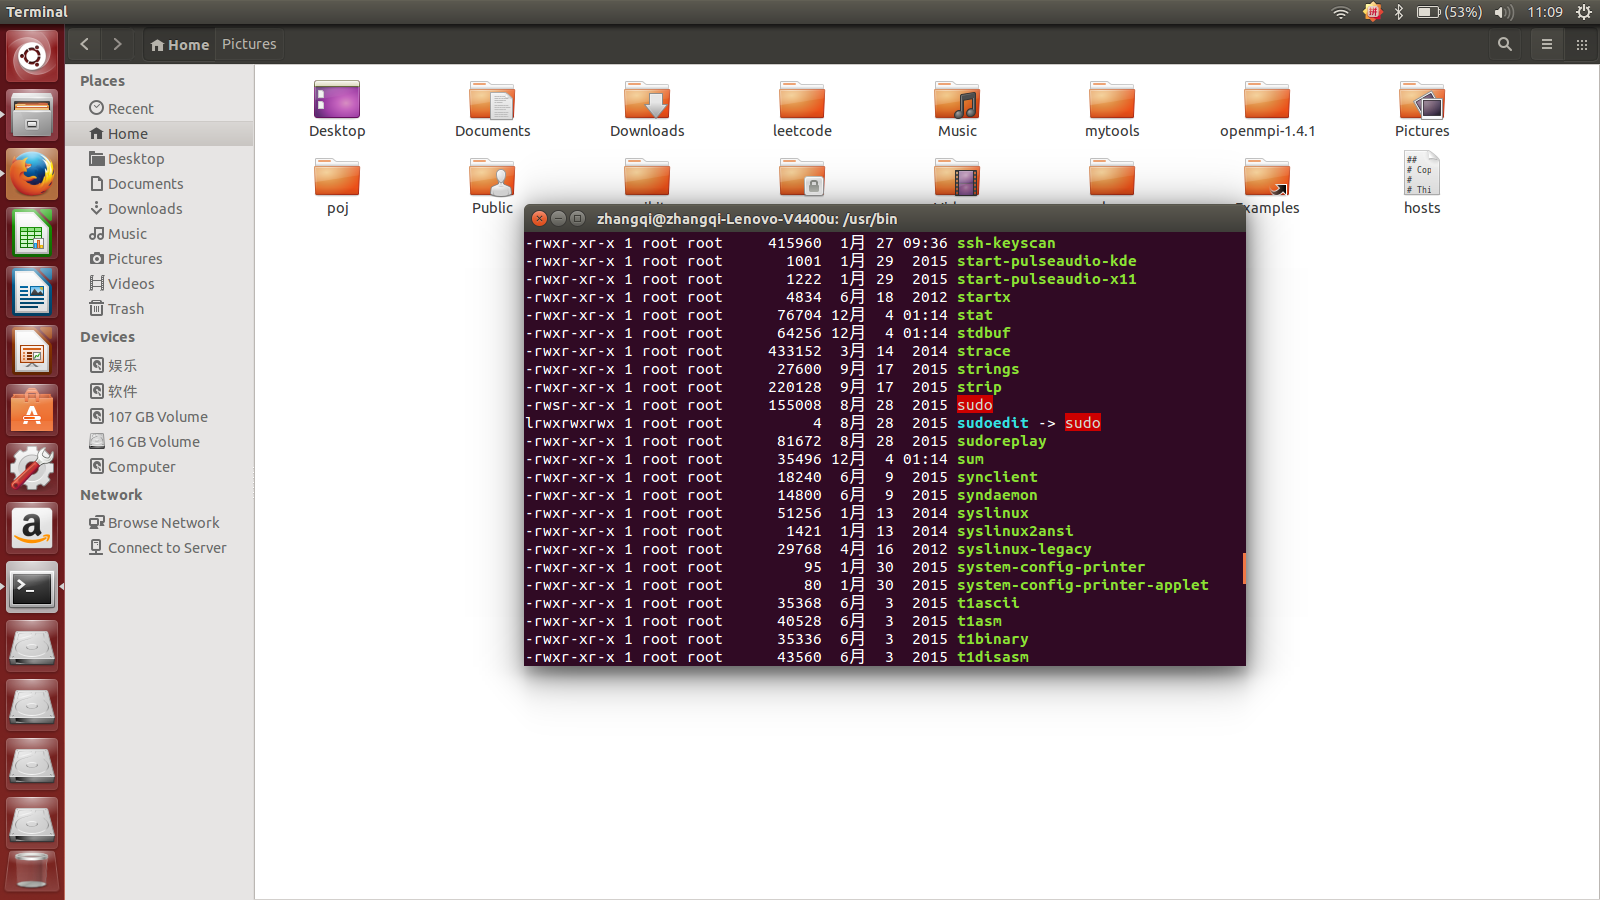 Terminal
(53%) 11:09
Home Pictures
Places
Recent
Home
Desktop
Documents
Downloads
Music
Pictures
Videos
Trash
Devices
娱乐
软件
107 GB Volume
16 GB Volume
Computer
Network
Browse Network
Connect to Server
Desktop Documents Downloads leetcode Music mytools openmpi-1.4.1 Pictures
poj Public Examples hosts
##
# Cop
#
# Thi
zhangqi@zhangqi-Lenovo-V4400u: /usr/bin
-rwxr-xr-x 1 root root 415960 1月 27 09:36 ssh-keyscan
-rwxr-xr-x 1 root root 1001 1月 29 2015 start-pulseaudio-kde
-rwxr-xr-x 1 root root 1222 1月 29 2015 start-pulseaudio-x11
-rwxr-xr-x 1 root root 4834 6月 18 2012 startx
-rwxr-xr-x 1 root root 76704 12月 4 01:14 stat
-rwxr-xr-x 1 root root 64256 12月 4 01:14 stdbuf
-rwxr-xr-x 1 root root 433152 3月 14 2014 strace
-rwxr-xr-x 1 root root 27600 9月 17 2015 strings
-rwxr-xr-x 1 root root 220128 9月 17 2015 strip
-rwsr-xr-x 1 root root 155008 8月 28 2015 sudo
lrwxrwxrwx 1 root root 4 8月 28 2015 sudoedit -> sudo
-rwxr-xr-x 1 root root 81672 8月 28 2015 sudoreplay
-rwxr-xr-x 1 root root 35496 12月 4 01:14 sum
-rwxr-xr-x 1 root root 18240 6月 9 2015 synclient
-rwxr-xr-x 1 root root 14800 6月 9 2015 syndaemon
-rwxr-xr-x 1 root root 51256 1月 13 2014 syslinux
-rwxr-xr-x 1 root root 1421 1月 13 2014 syslinux2ansi
-rwxr-xr-x 1 root root 29768 4月 16 2012 syslinux-legacy
-rwxr-xr-x 1 root root 95 1月 30 2015 system-config-printer
-rwxr-xr-x 1 root root 80 1月 30 2015 system-config-printer-applet
-rwxr-xr-x 1 root root 35368 6月 3 2015 t1ascii
-rwxr-xr-x 1 root root 40528 6月 3 2015 t1asm
-rwxr-xr-x 1 root root 35336 6月 3 2015 t1binary
-rwxr-xr-x 1 root root 43560 6月 3 2015 t1disasm